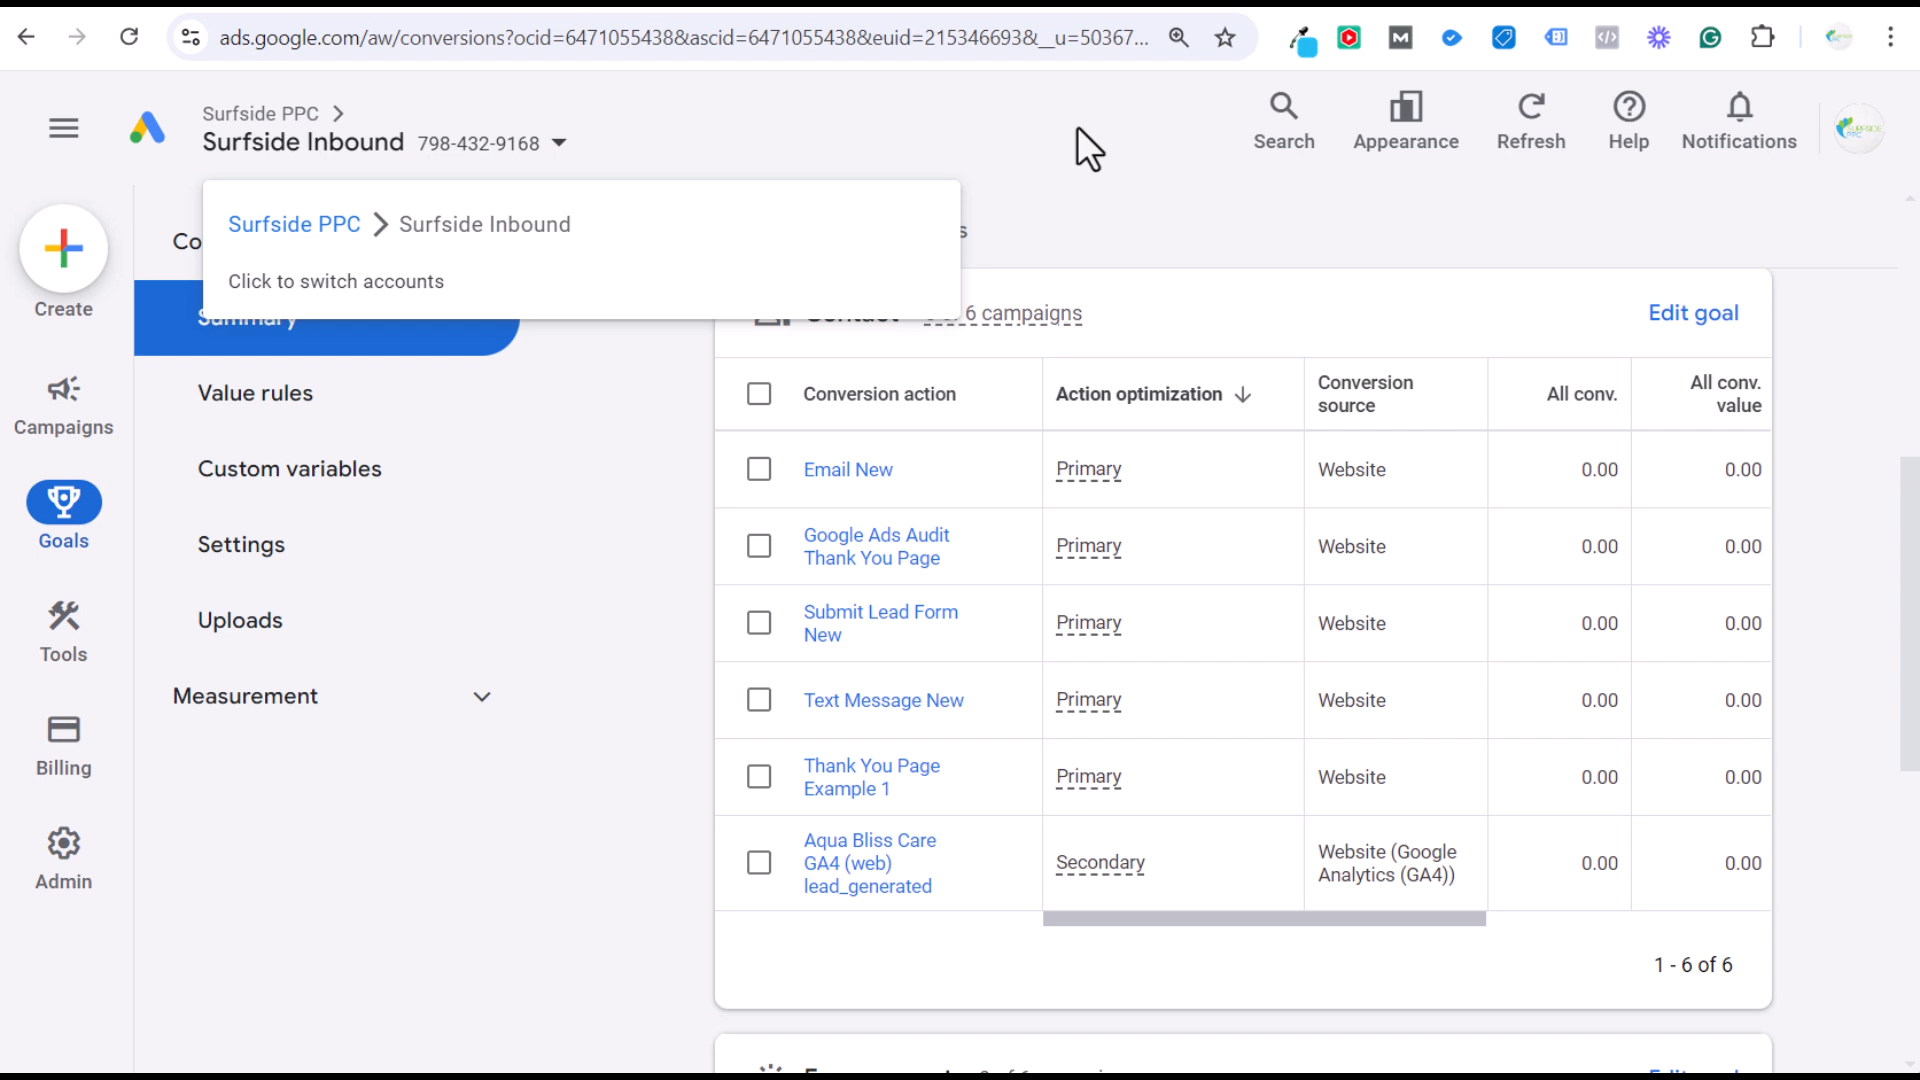 ads.google.com/aw/conversions?ocid=6471055438&ascid=6471055438&euid=215346693&__u=50367...
Surfside PPC
Surfside Inbound 798-432-9168
Search
Appearance
Refresh
Help
Notifications
Surfside PPC > Surfside Inbound
Click to switch accounts
Create
Campaigns
Goals
Tools
Billing
Admin
Co
Summary
Value rules
Custom variables
Settings
Uploads
Measurement
6 campaigns
Edit goal
Conversion action
Action optimization
Conversion
source
All conv.
All conv.
value
Email New
Primary
Website
0.00
0.00
Google Ads Audit
Thank You Page
Primary
Website
0.00
0.00
Submit Lead Form
New
Primary
Website
0.00
0.00
Text Message New
Primary
Website
0.00
0.00
Thank You Page
Example 1
Primary
Website
0.00
0.00
Aqua Bliss Care
GA4 (web)
lead_generated
Secondary
Website (Google
Analytics (GA4))
0.00
0.00
1 - 6 of 6